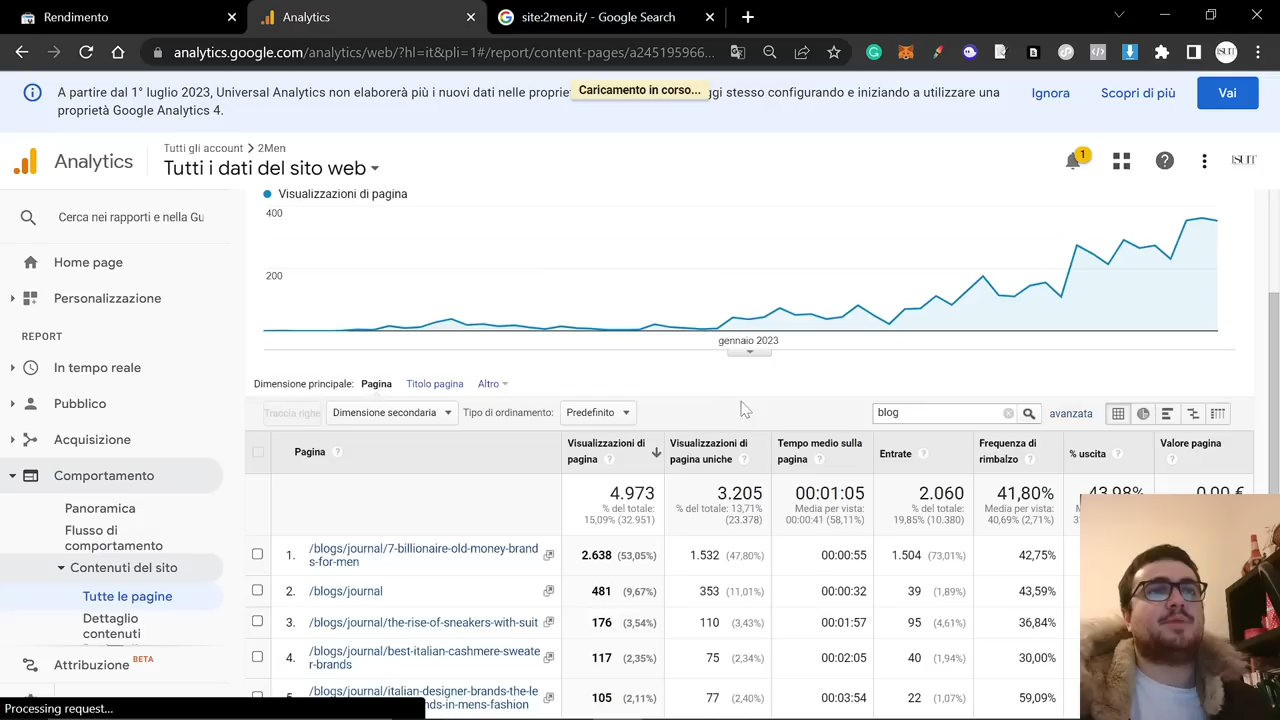 Rendimento
Analytics
site:2men.it/ - Google Search
analytics.google.com/analytics/web/?hl=it&pli=1#/report/content-pages/a245195966...
A partire dal 1° luglio 2023, Universal Analytics non elaborerà più i nuovi dati nelle proprie
Caricamento in corso...
ggi stesso configurando e iniziando a utilizzare una
proprietà Google Analytics 4.
Ignora
Scopri di più
Vai
Analytics
Tutti gli account > 2Men
Tutti i dati del sito web
1
ISUIT
Cerca nei rapporti e nella Gu
Home page
Personalizzazione
REPORT
In tempo reale
Pubblico
Acquisizione
Comportamento
Panoramica
Flusso di
comportamento
Contenuti del sito
Tutte le pagine
Dettaglio
contenuti
Attribuzione BETA
Processing request...
Visualizzazioni di pagina
400
200
gennaio 2023
Dimensione principale: Pagina Titolo pagina Altro
Traccia righe Dimensione secondaria Tipo di ordinamento: Predefinito blog avanzata
Pagina Visualizzazioni di pagina Visualizzazioni di pagina uniche Tempo medio sulla pagina Entrate Frequenza di rimbalzo % uscita Valore pagina
4.973 3.205 00:01:05 2.060 41,80% 43,98% 0,00 €
% del totale: 15,09% (32.951) % del totale: 13,71% (23.378) Media per vista: 00:00:41 (58,11%) % del totale: 19,85% (10.380) Media per vista: 40,69% (2,71%)
1. /blogs/journal/7-billionaire-old-money-brand
s-for-men 2.638 (53,05%) 1.532 (47,80%) 00:00:55 1.504 (73,01%) 42,75%
2. /blogs/journal 481 (9,67%) 353 (11,01%) 00:00:32 39 (1,89%) 43,59%
3. /blogs/journal/the-rise-of-sneakers-with-suit 176 (3,54%) 110 (3,43%) 00:01:57 95 (4,61%) 36,84%
4. /blogs/journal/best-italian-cashmere-sweate
r-brands 117 (2,35%) 75 (2,34%) 00:02:05 40 (1,94%) 30,00%
5. /blogs/journal/italian-designer-brands-the-le
nds-in-mens-fashion 105 (2,11%) 77 (2,40%) 00:03:54 22 (1,07%) 59,09%